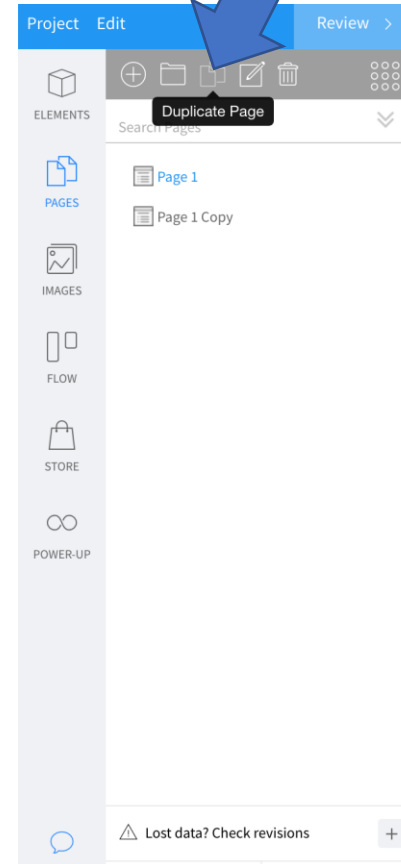 Project Edit Review >
ELEMENTS
Duplicate Page
Search Pages
PAGES
Page 1
Page 1 Copy
IMAGES
FLOW
STORE
POWER-UP
Lost data? Check revisions +